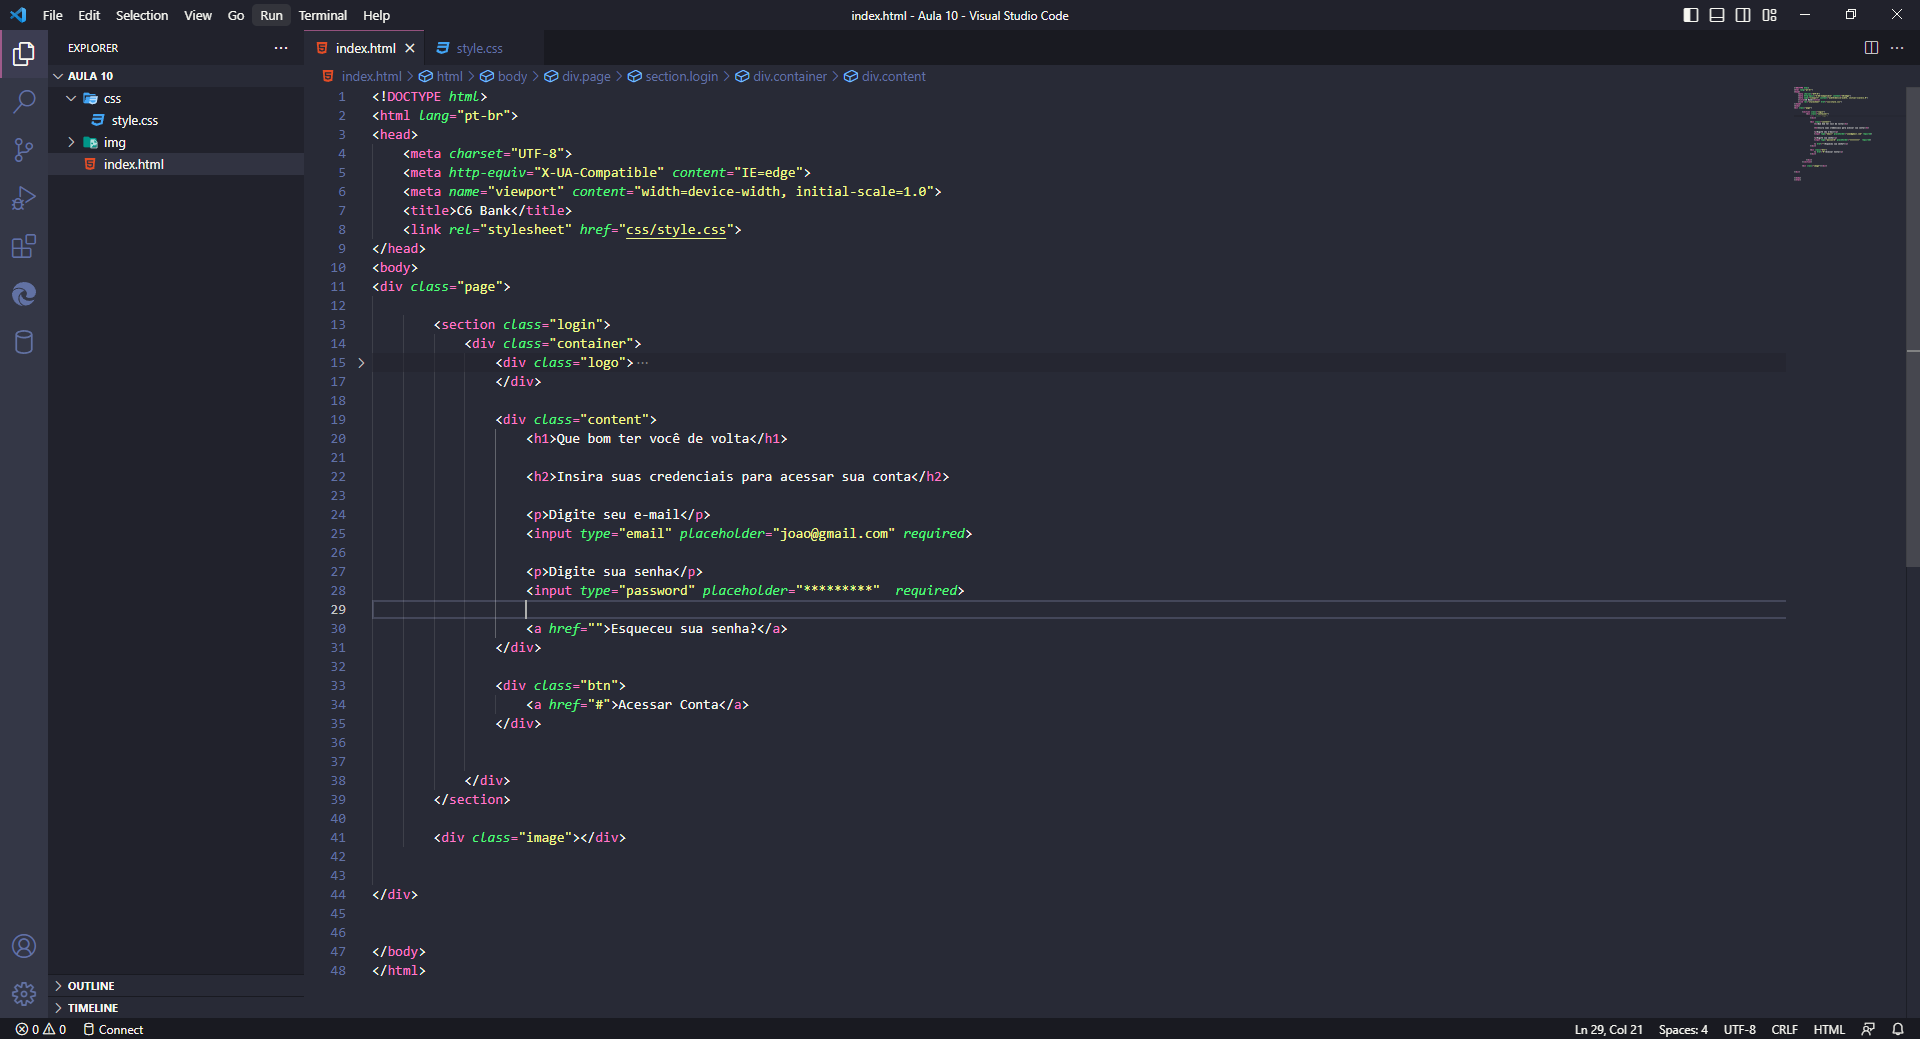 File Edit Selection View Go Run Terminal Help
index.html - Aula 10 - Visual Studio Code
EXPLORER
AULA 10
css
style.css
img
index.html
index.html style.css
index.html html body div.page section.login div.container div.content
1 <!DOCTYPE html>
2 <html lang="pt-br">
3 <head>
4 <meta charset="UTF-8">
5 <meta http-equiv="X-UA-Compatible" content="IE=edge">
6 <meta name="viewport" content="width=device-width, initial-scale=1.0">
7 <title>C6 Bank</title>
8 <link rel="stylesheet" href="css/style.css">
9 </head>
10 <body>
11 <div class="page">
12
13 <section class="login">
14 <div class="container">
15 <div class="logo">···
17 </div>
18
19 <div class="content">
20 <h1>Que bom ter você de volta</h1>
21
22 <h2>Insira suas credenciais para acessar sua conta</h2>
23
24 <p>Digite seu e-mail</p>
25 <input type="email" placeholder="joao@gmail.com" required>
26
27 <p>Digite sua senha</p>
28 <input type="password" placeholder="*********"  required>
29
30 <a href="">Esqueceu sua senha?</a>
31 </div>
32
33 <div class="btn">
34 <a href="#">Acessar Conta</a>
35 </div>
36
37
38 </div>
39 </section>
40
41 <div class="image"></div>
42
43
44 </div>
45
46
47 </body>
48 </html>
OUTLINE
TIMELINE
0 0 Connect
Ln 29, Col 21 Spaces: 4 UTF-8 CRLF HTML